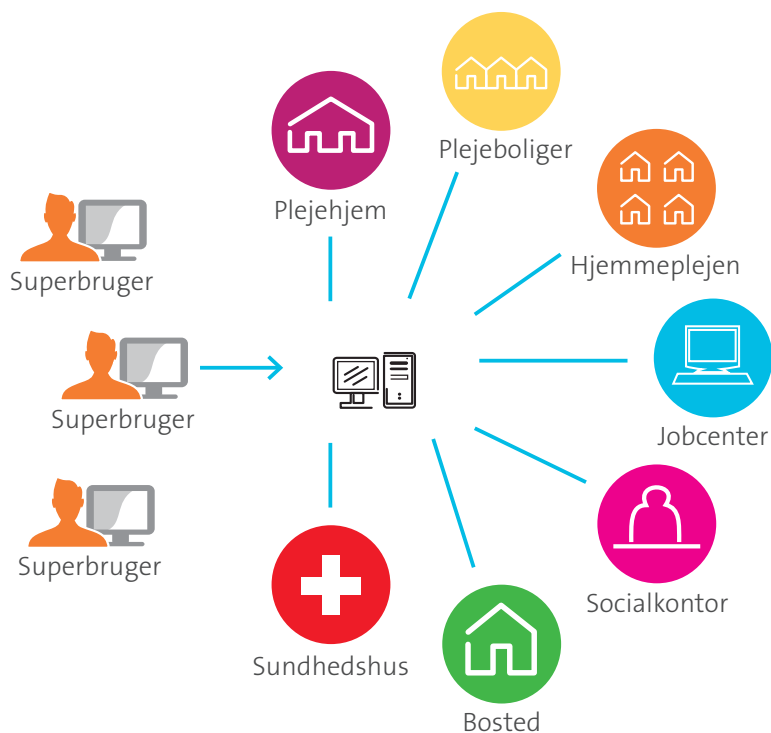 Plejeboliger
Plejehjem
Hjemmeplejen
Superbruger
Superbruger
Jobcenter
Superbruger
Socialkontor
Sundhedshus
Bosted